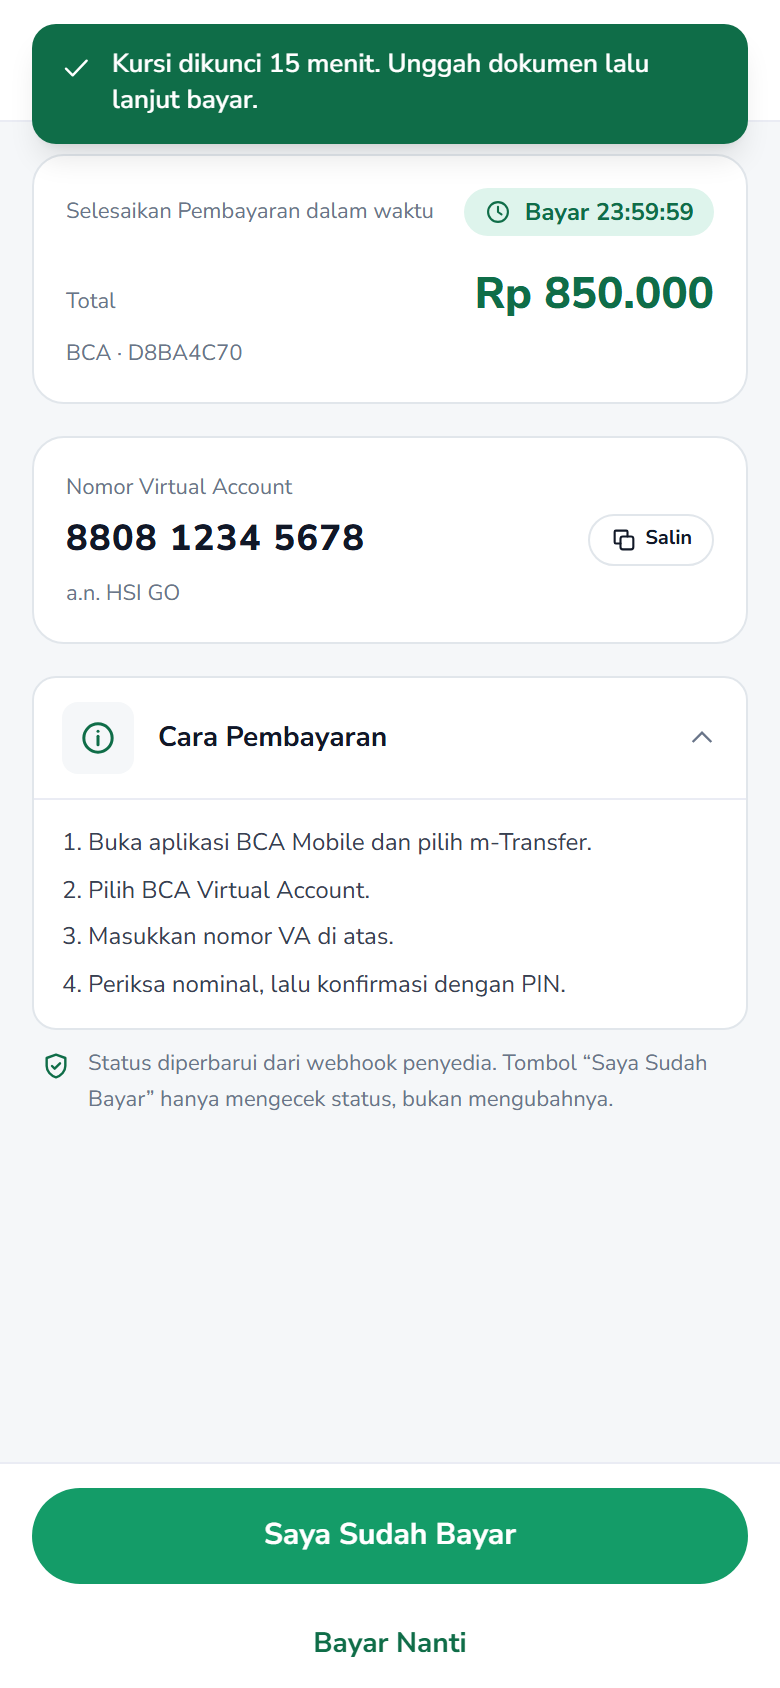 Kursi dikunci 15 menit. Unggah dokumen lalu
lanjut bayar.
Selesaikan Pembayaran dalam waktu
Bayar 23:59:59
Total
Rp 850.000
BCA · D8BA4C70
Nomor Virtual Account
8808 1234 5678
Salin
a.n. HSI GO
Cara Pembayaran
1. Buka aplikasi BCA Mobile dan pilih m-Transfer.
2. Pilih BCA Virtual Account.
3. Masukkan nomor VA di atas.
4. Periksa nominal, lalu konfirmasi dengan PIN.
Status diperbarui dari webhook penyedia. Tombol “Saya Sudah
Bayar” hanya mengecek status, bukan mengubahnya.
Saya Sudah Bayar
Bayar Nanti